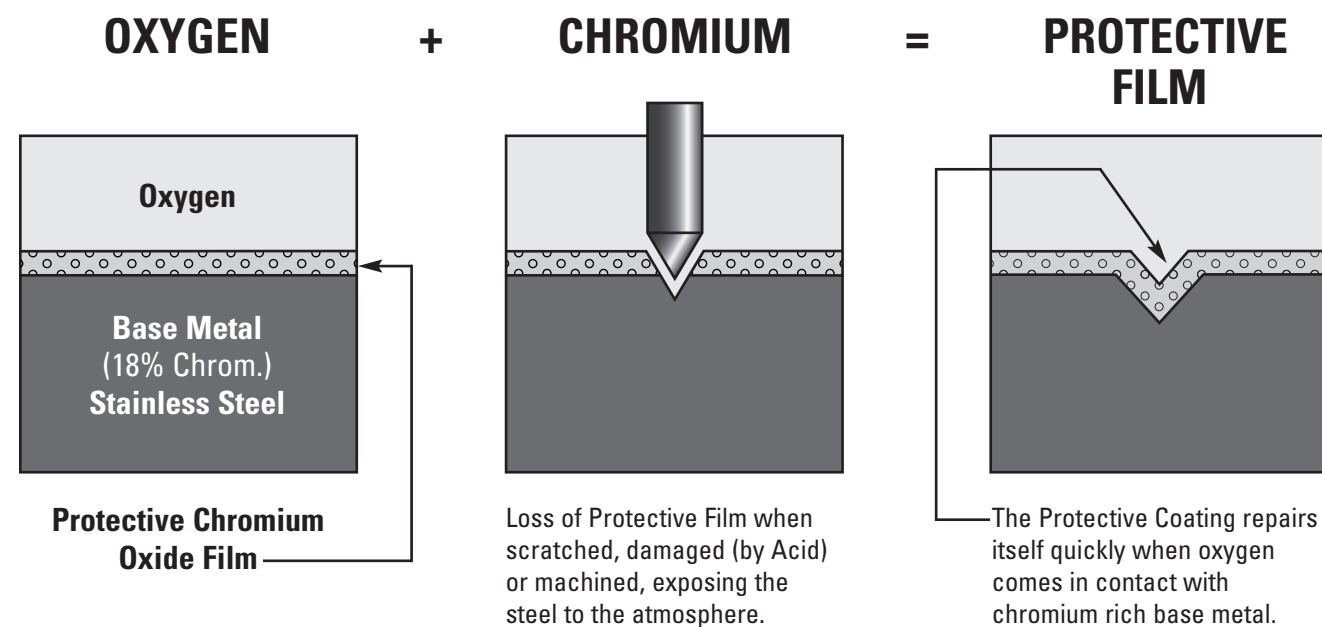 OXYGEN + CHROMIUM = PROTECTIVE
FILM
Oxygen
Base Metal
(18% Chrom.)
Stainless Steel
Protective Chromium
Oxide Film
Loss of Protective Film when
scratched, damaged (by Acid)
or machined, exposing the
steel to the atmosphere.
The Protective Coating repairs
itself quickly when oxygen
comes in contact with
chromium rich base metal.